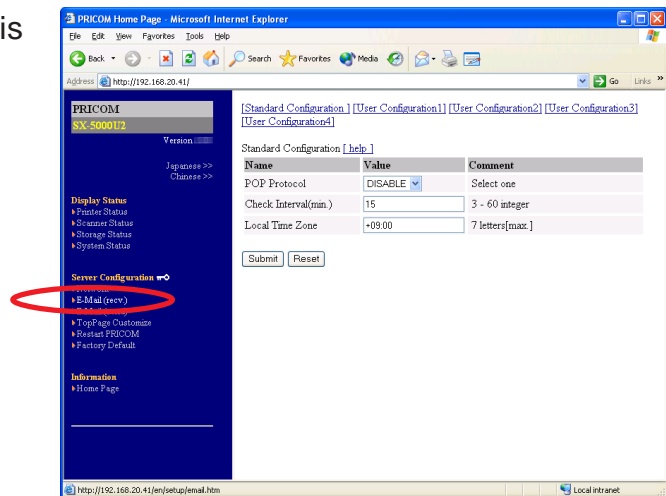 is
PRICOM Home Page - Microsoft Internet Explorer
File Edit View Favorites Tools Help
Back Search Favorites Media
Address http://192.168.20.41/ Go Links »
PRICOM
SX-5000U2
Version
Japanese >>
Chinese >>
Display Status
Printer Status
Scanner Status
Storage Status
System Status
Server Configuration
E-Mail (recv.)
TopPage Customize
Restart PRICOM
Factory Default
Information
Home Page
[Standard Configuration ] [User Configuration1] [User Configuration2] [User Configuration3]
[User Configuration4]
Standard Configuration [ help ]
Name Value Comment
POP Protocol DISABLE Select one
Check Interval(min.) 15 3 - 60 integer
Local Time Zone +09:00 7 letters[max.]
Submit Reset
http://192.168.20.41/en/setup/email.htm Local intranet